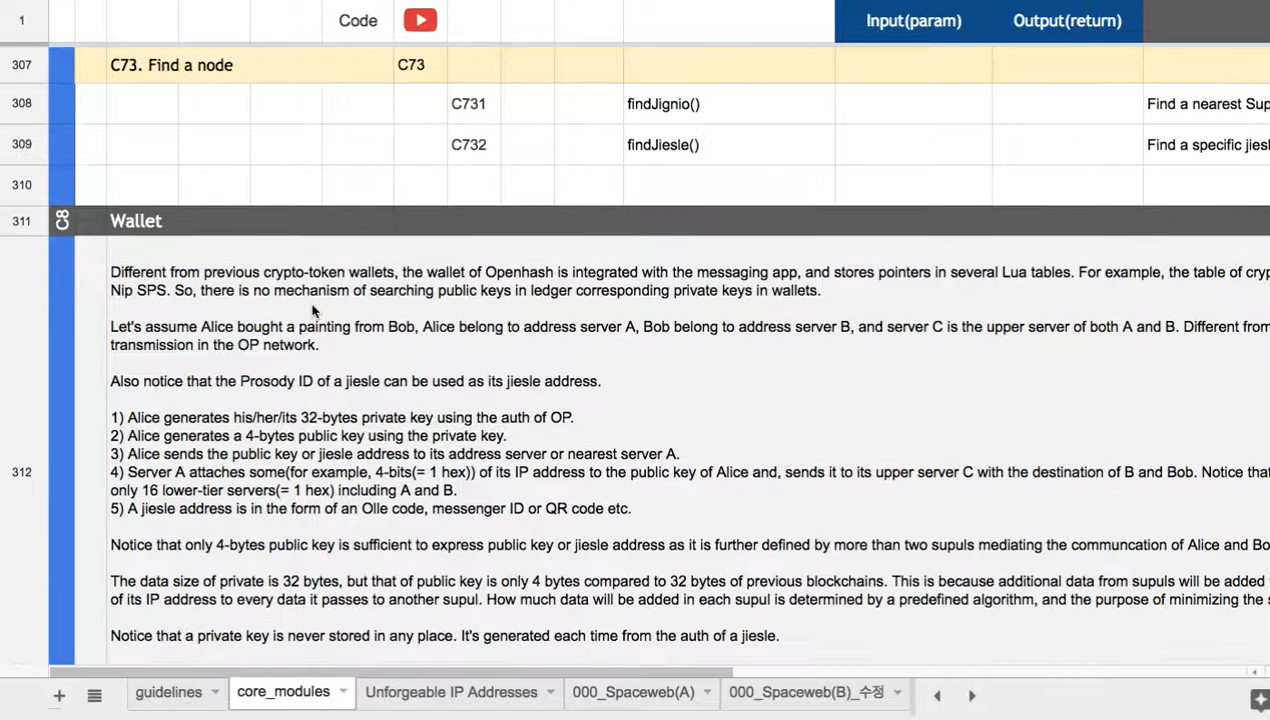 1 Code Input(param) Output(return)
307 C73. Find a node C73
308 C731 findJignio() Find a nearest Sup
309 C732 findJiesle() Find a specific jiesl
310
311 C8 Wallet
Different from previous crypto-token wallets, the wallet of Openhash is integrated with the messaging app, and stores pointers in several Lua tables. For example, the table of cryp
Nip SPS. So, there is no mechanism of searching public keys in ledger corresponding private keys in wallets.
Let's assume Alice bought a painting from Bob, Alice belong to address server A, Bob belong to address server B, and server C is the upper server of both A and B. Different from
transmission in the OP network.
Also notice that the Prosody ID of a jiesle can be used as its jiesle address.
1) Alice generates his/her/its 32-bytes private key using the auth of OP.
2) Alice generates a 4-bytes public key using the private key.
3) Alice sends the public key or jiesle address to its address server or nearest server A.
312 4) Server A attaches some(for example, 4-bits(= 1 hex)) of its IP address to the public key of Alice and, sends it to its upper server C with the destination of B and Bob. Notice tha
only 16 lower-tier servers(= 1 hex) including A and B.
5) A jiesle address is in the form of an Olle code, messenger ID or QR code etc.
Notice that only 4-bytes public key is sufficient to express public key or jiesle address as it is further defined by more than two supuls mediating the communcation of Alice and Bo
The data size of private is 32 bytes, but that of public key is only 4 bytes compared to 32 bytes of previous blockchains. This is because additional data from supuls will be added
of its IP address to every data it passes to another supul. How much data will be added in each supul is determined by a predefined algorithm, and the purpose of minimizing the s
Notice that a private key is never stored in any place. It's generated each time from the auth of a jiesle.
guidelines core_modules Unforgeable IP Addresses 000_Spaceweb(A) 000_Spaceweb(B)_수정